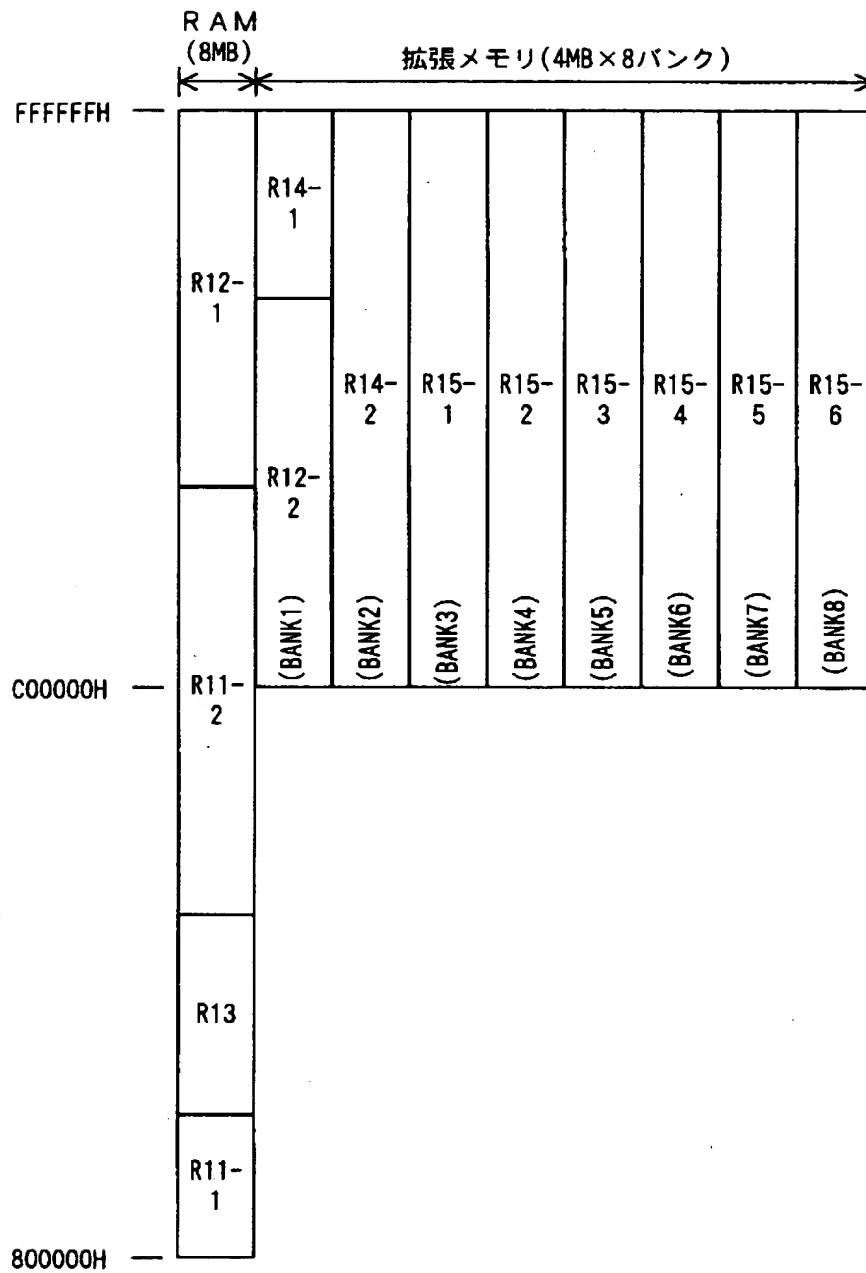 RAM
(8MB)
拡張メモリ(4MB×8バンク)
FFFFFFH
R14-
1
R12-
1
R14-
2
R15-
1
R15-
2
R15-
3
R15-
4
R15-
5
R15-
6
R12-
2
(BANK1)
(BANK2)
(BANK3)
(BANK4)
(BANK5)
(BANK6)
(BANK7)
(BANK8)
C00000H
R11-
2
R13
R11-
1
800000H